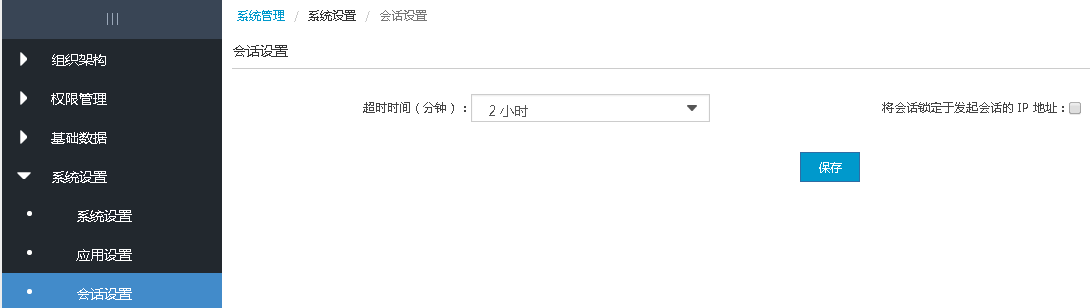 组织架构
权限管理
基础数据
系统设置
系统设置
应用设置
会话设置
系统管理 / 系统设置 / 会话设置
会话设置
超时时间（分钟）： 2 小时 将会话锁定于发起会话的 IP 地址：
保存